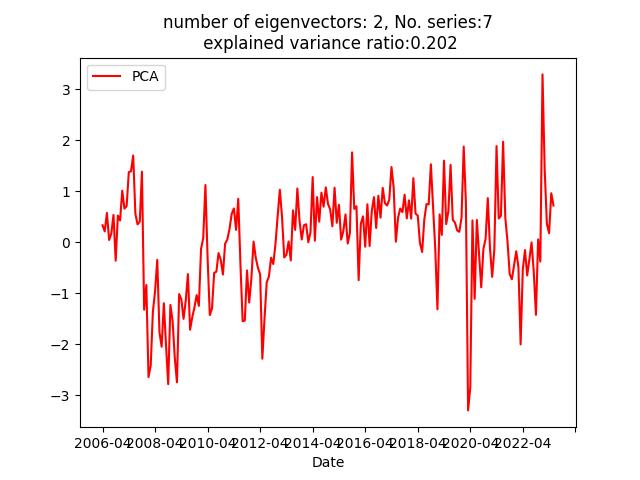 number of eigenvectors: 2, No. series:7
explained variance ratio:0.202
PCA
3
2
1
0
−1
−2
−3
2006-04 2008-04 2010-04 2012-04 2014-04 2016-04 2018-04 2020-04 2022-04
Date